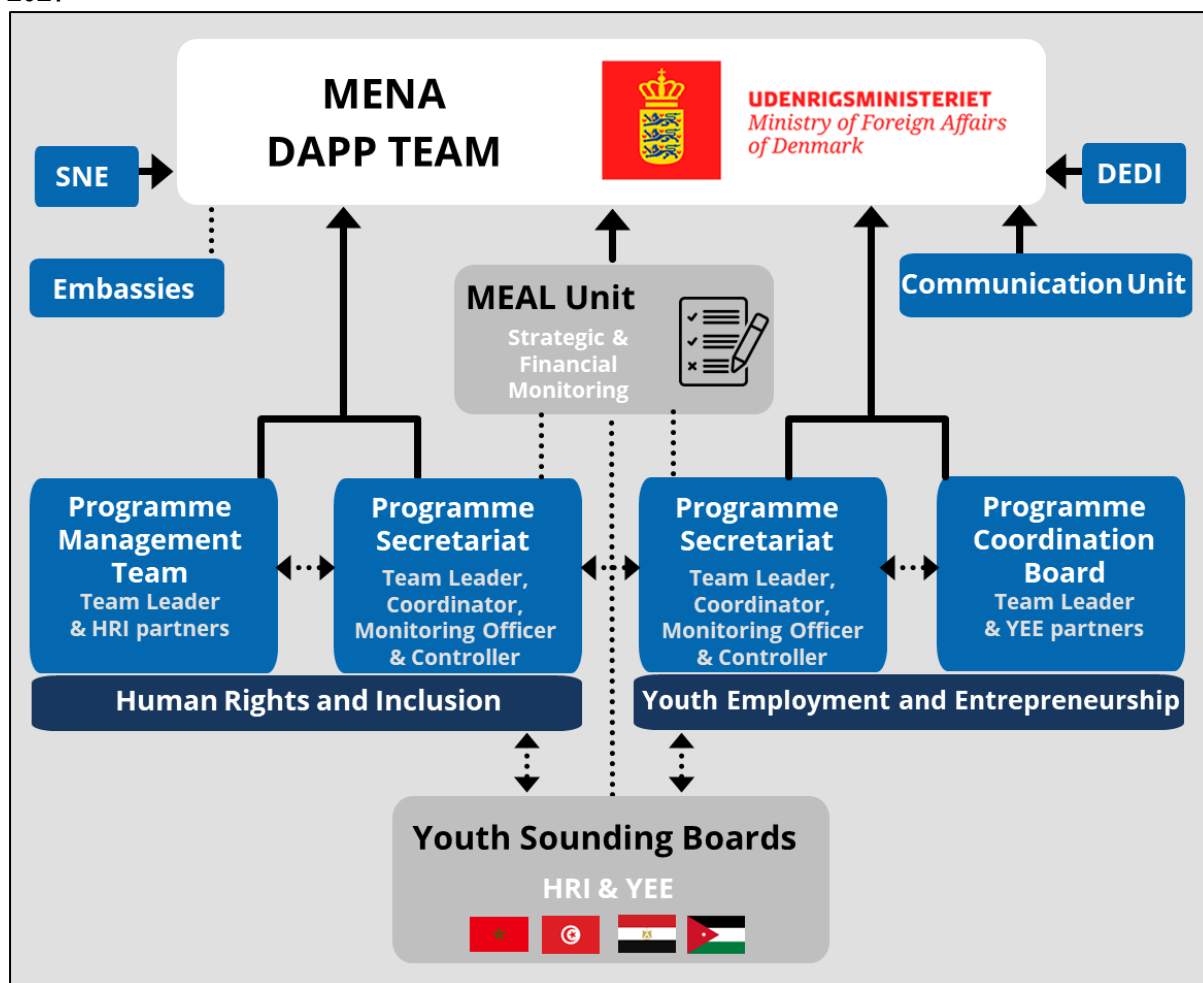 MENA
DAPP TEAM
UDENRIGSMINISTERIET
Ministry of Foreign Affairs
of Denmark
SNE
DEDI
Embassies
Communication Unit
MEAL Unit
Strategic &
Financial
Monitoring
Programme
Management
Team
Team Leader
& HRI partners
Programme
Secretariat
Team Leader,
Coordinator,
Monitoring Officer
& Controller
Programme
Secretariat
Team Leader,
Coordinator,
Monitoring Officer
& Controller
Programme
Coordination
Board
Team Leader
& YEE partners
Human Rights and Inclusion
Youth Employment and Entrepreneurship
Youth Sounding Boards
HRI & YEE